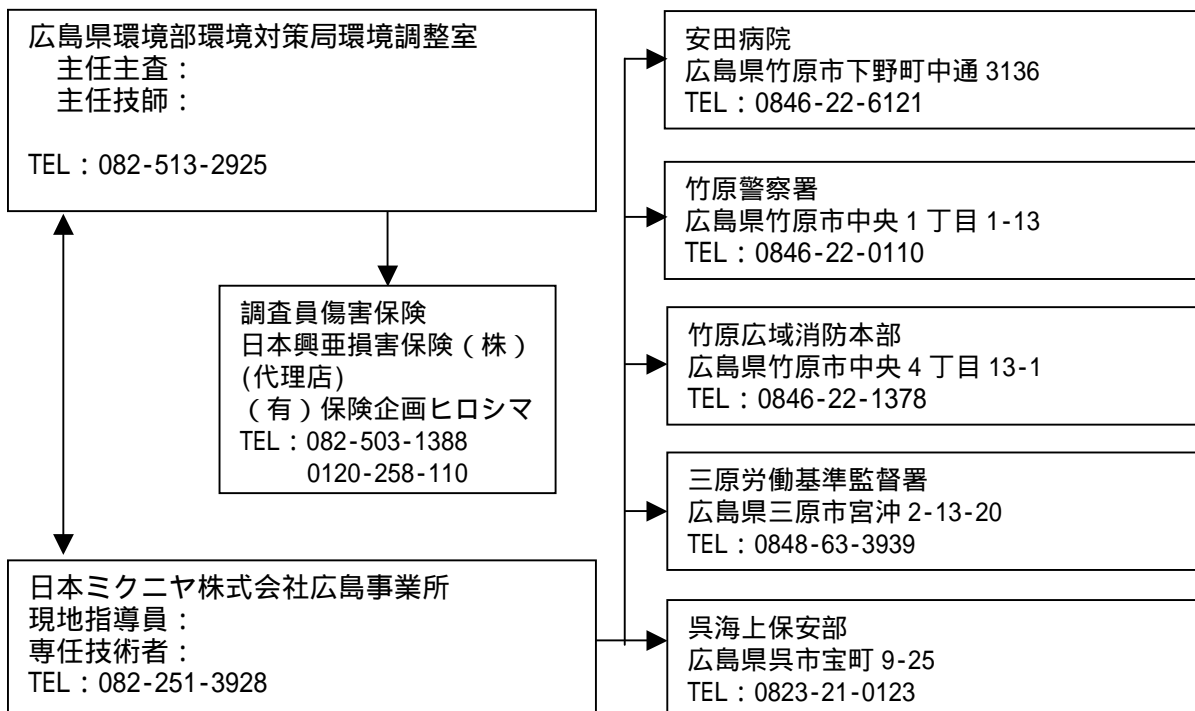 広島県環境部環境対策局環境調整室
主任主査：
主任技師：
TEL：082-513-2925
調査員傷害保険
日本興亜損害保険（株）
(代理店)
（有）保険企画ヒロシマ
TEL：082-503-1388
0120-258-110
日本ミクニヤ株式会社広島事業所
現地指導員：
専任技術者：
TEL：082-251-3928
安田病院
広島県竹原市下野町中通 3136
TEL：0846-22-6121
竹原警察署
広島県竹原市中央 1 丁目 1-13
TEL：0846-22-0110
竹原広域消防本部
広島県竹原市中央 4 丁目 13-1
TEL：0846-22-1378
三原労働基準監督署
広島県三原市宮沖 2-13-20
TEL：0848-63-3939
呉海上保安部
広島県呉市宝町 9-25
TEL：0823-21-0123